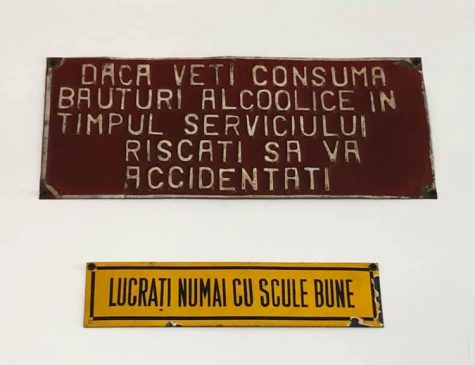 DACA VETI CONSUMA
BAUTURI ALCOOLICE IN
TIMPUL SERVICIULUI
RISCATI SA VA
ACCIDENTATI
LUCRAȚI NUMAI CU SCULE BUNE